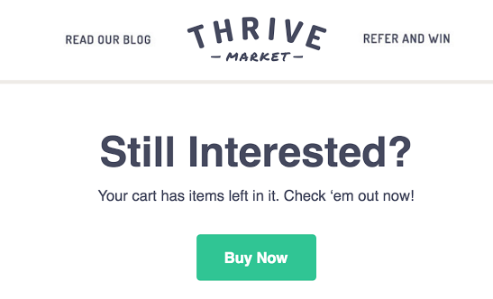 READ OUR BLOG
THRIVE
MARKET
REFER AND WIN
Still Interested?
Your cart has items left in it. Check ‘em out now!
Buy Now